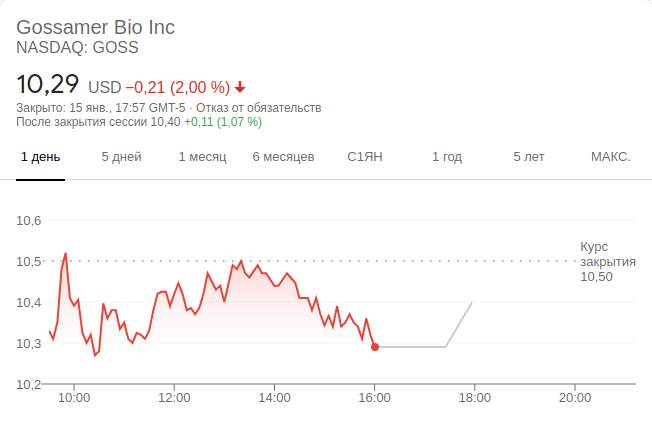 Gossamer Bio Inc
NASDAQ: GOSS
10,29 USD −0,21 (2,00 %)
Закрыто: 15 янв., 17:57 GMT-5 · Отказ от обязательств
После закрытия сессии 10,40 +0,11 (1,07 %)
1 день 5 дней 1 месяц 6 месяцев С1ЯН 1 год 5 лет МАКС.
10,6
10,5
10,4
10,3
10,2
Курс
закрытия
10,50
10:00 12:00 14:00 16:00 18:00 20:00